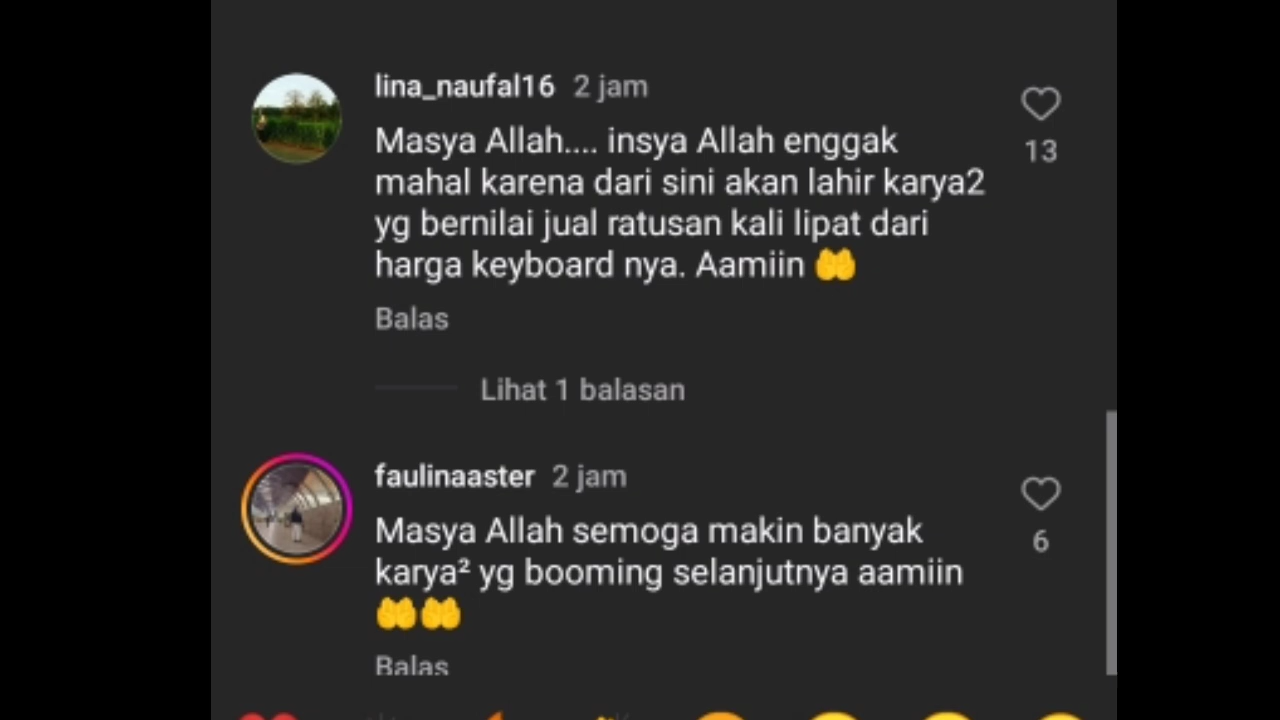 lina_naufal16 2 jam
Masya Allah.... insya Allah enggak
13
mahal karena dari sini akan lahir karya2
yg bernilai jual ratusan kali lipat dari
harga keyboard nya. Aamiin 🤲
Balas
Lihat 1 balasan
faulinaaster 2 jam
Masya Allah semoga makin banyak
6
karya² yg booming selanjutnya aamiin
🤲🤲
Balas